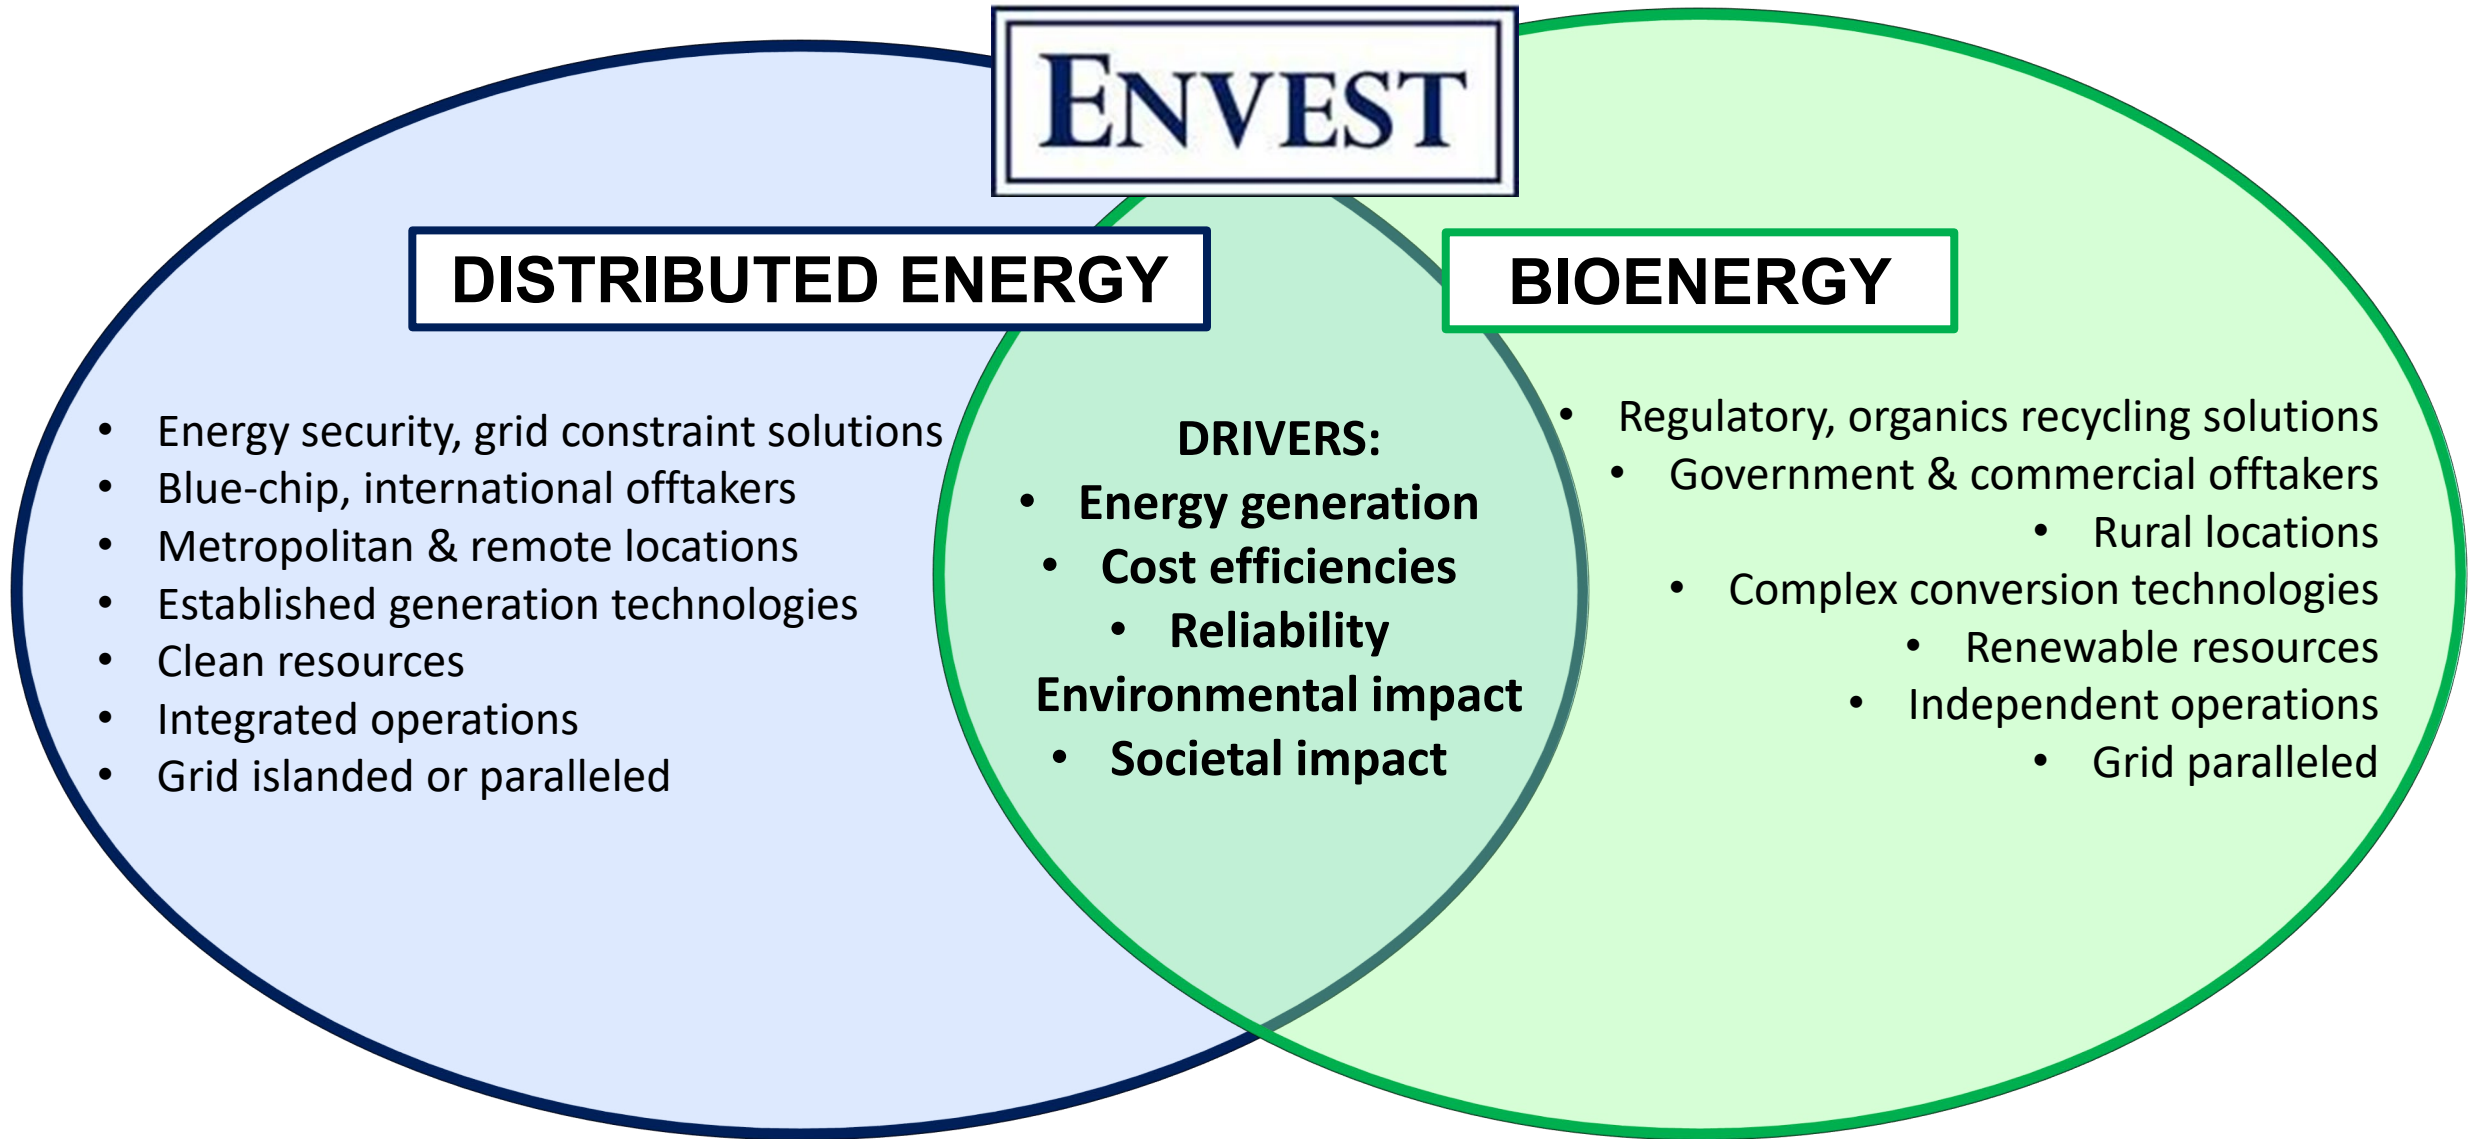 ENVEST
DISTRIBUTED ENERGY
• Energy security, grid constraint solutions
• Blue-chip, international offtakers
• Metropolitan & remote locations
• Established generation technologies
• Clean resources
• Integrated operations
• Grid islanded or paralleled
DRIVERS:
• Energy generation
• Cost efficiencies
• Reliability
Environmental impact
• Societal impact
BIOENERGY
• Regulatory, organics recycling solutions
• Government & commercial offtakers
• Rural locations
• Complex conversion technologies
• Renewable resources
• Independent operations
• Grid paralleled